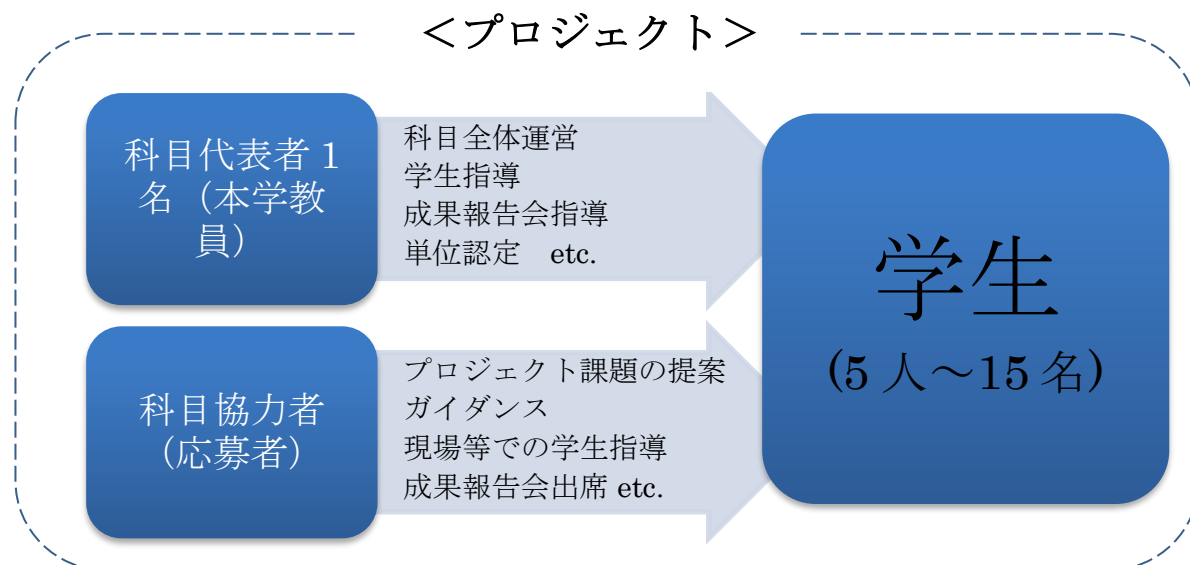 ＜プロジェクト＞
科目代表者 1
名（本学教
員）
科目全体運営
学生指導
成果報告会指導
単位認定　etc.
科目協力者
（応募者）
プロジェクト課題の提案
ガイダンス
現場等での学生指導
成果報告会出席 etc.
学生
(5 人～15 名)